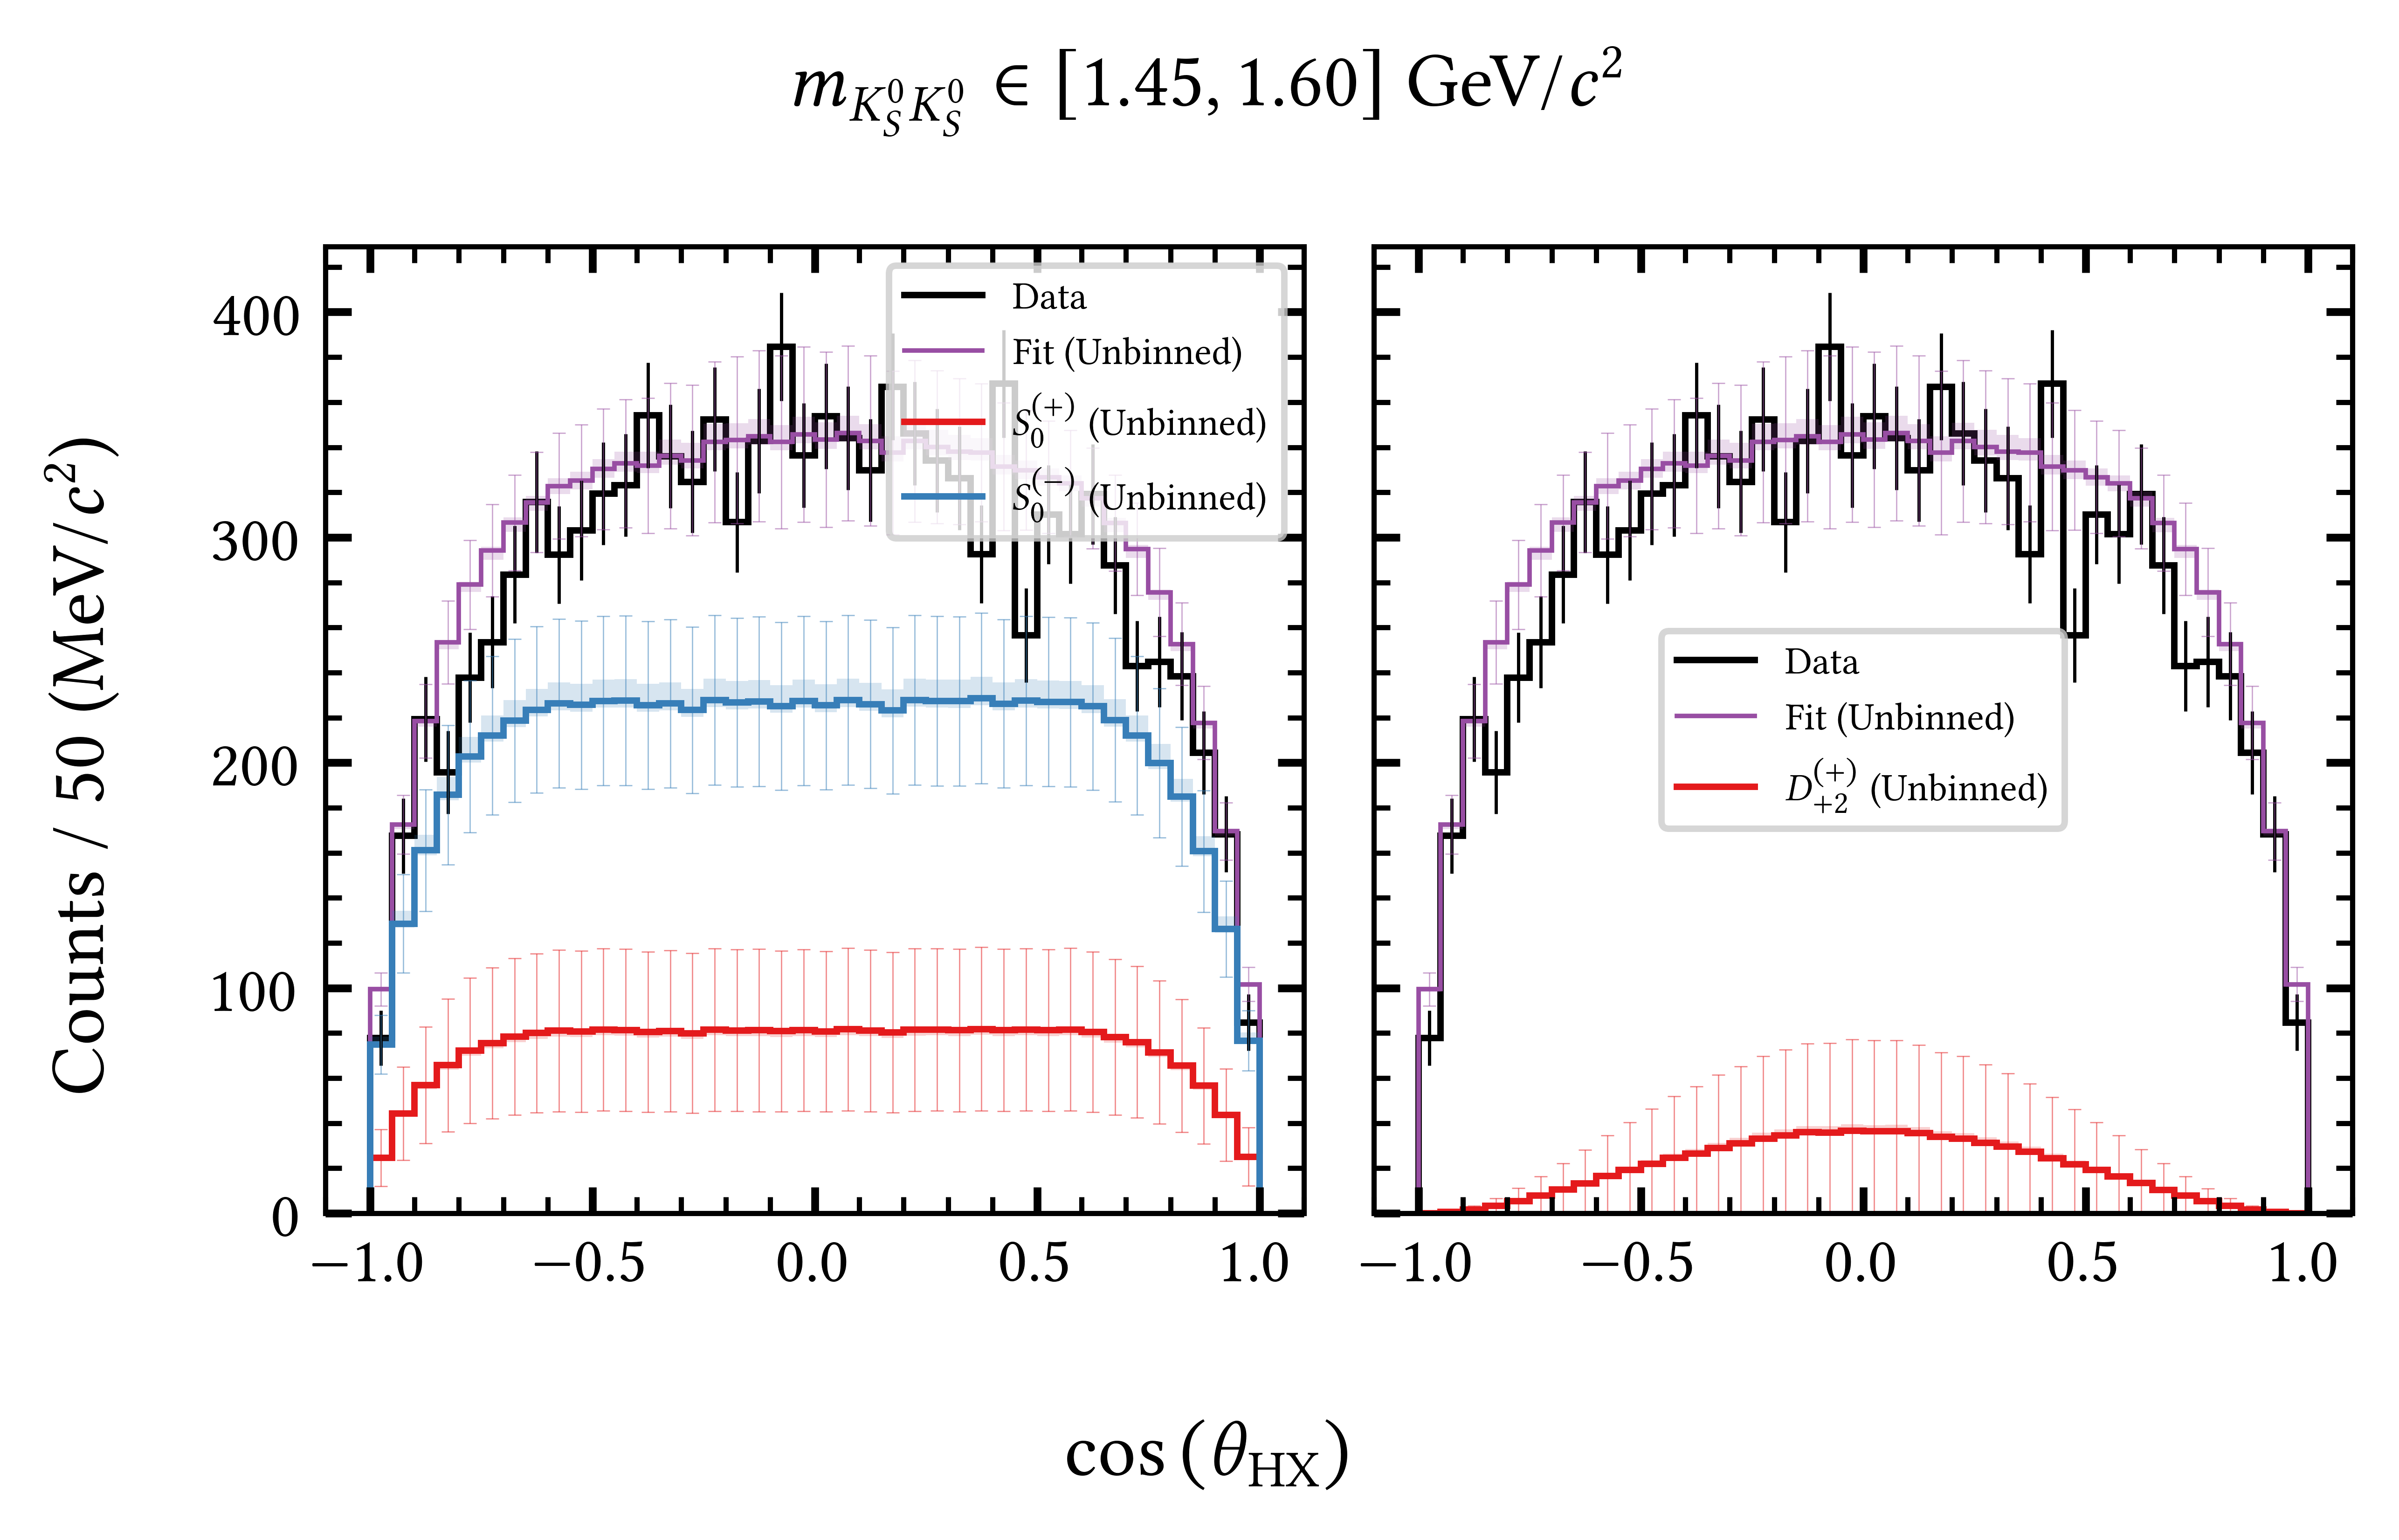 m_{K_S^0 K_S^0} ∈ [1.45, 1.60] GeV/c²
Counts / 50 (MeV/c²)
400
300
200
100
0
Data
Fit (Unbinned)
S_0^{(+)} (Unbinned)
S_0^{(−)} (Unbinned)
−1.0 −0.5 0.0 0.5 1.0
Data
Fit (Unbinned)
D_{+2}^{(+)} (Unbinned)
−1.0 −0.5 0.0 0.5 1.0
cos (θ_{HX})